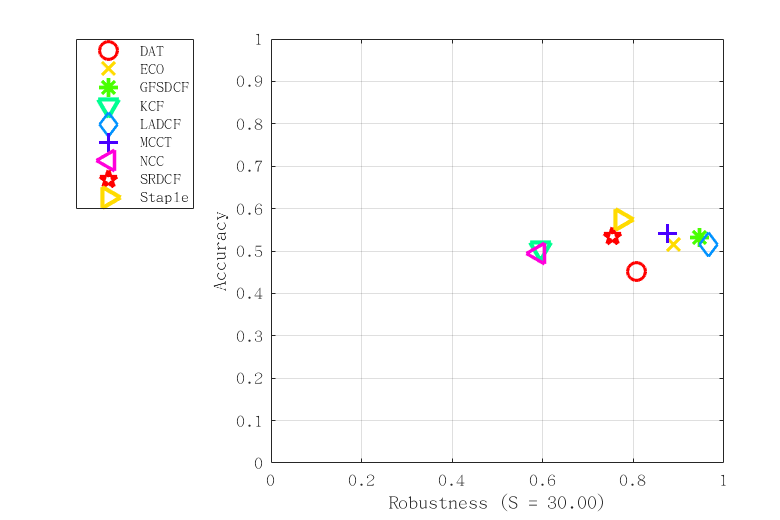 DAT
ECO
GFSDCF
KCF
LADCF
MCCT
NCC
SRDCF
Staple
1
0.9
0.8
0.7
0.6
0.5
0.4
0.3
0.2
0.1
0
Accuracy
0 0.2 0.4 0.6 0.8 1
Robustness (S = 30.00)